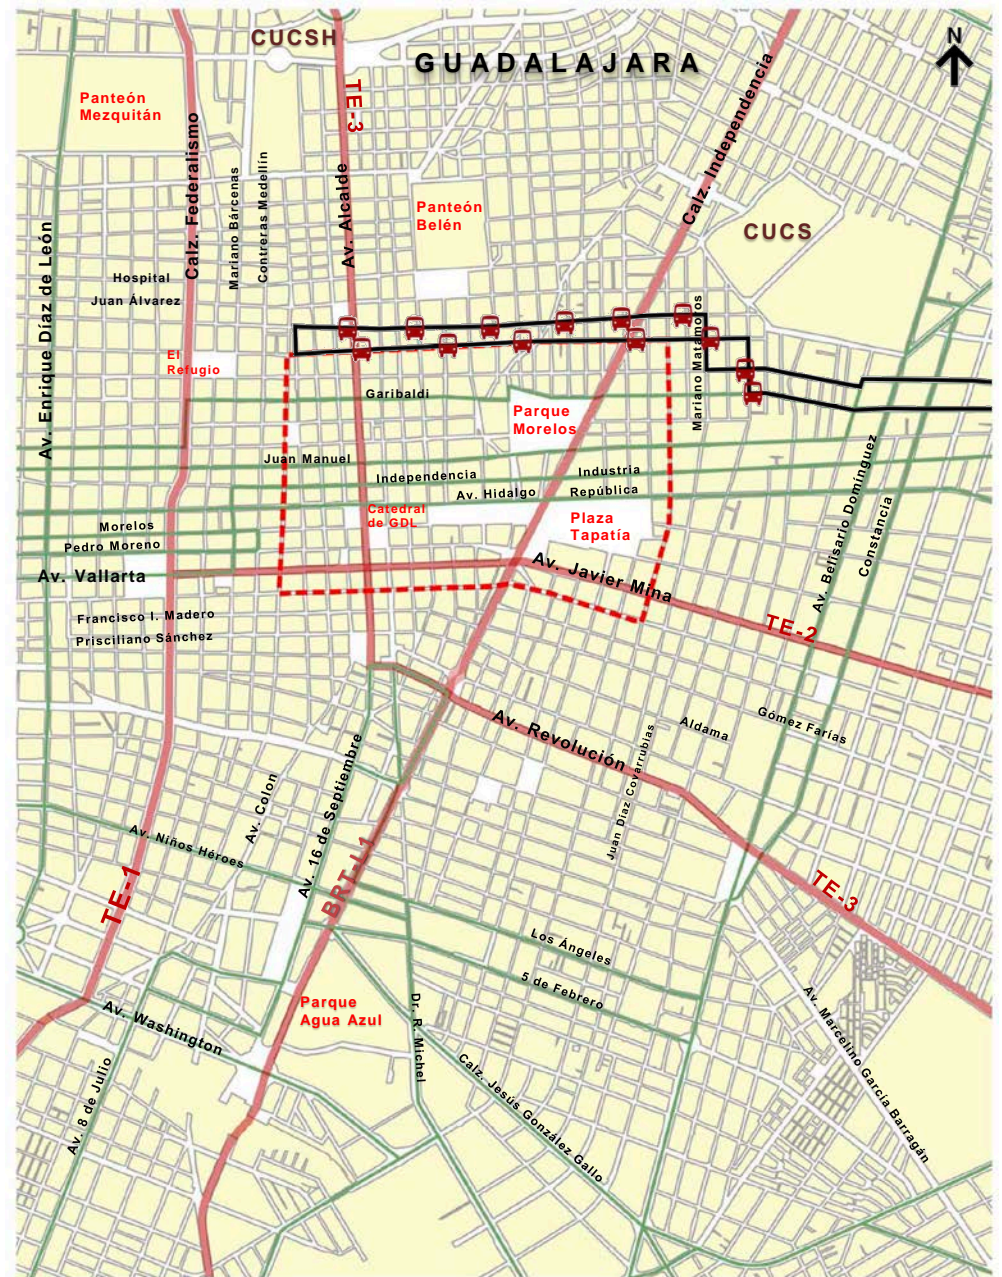 CUCSH
N
GUADALAJARA
Panteón
Mezquitán
TE-3
Calz. Independencia
Calz. Federalismo
Mariano Bárcenas
Contreras Medellín
Av. Alcalde
Panteón
Belén
CUCS
Av. Enrique Díaz de León
Hospital
Juan Álvarez
Mariano Matamoros
El
Refugio
Garibaldi
Parque
Morelos
Juan Manuel
Independencia
Industria
Av. Hidalgo
República
Av. Belisario Domínguez
Constancia
Catedral
de GDL
Plaza
Tapatía
Morelos
Pedro Moreno
Av. Vallarta
Av. Javier Mina
Francisco I. Madero
Prisciliano Sánchez
TE-2
Av. Revolución
Aldama
Gómez Farías
Juan Díaz Covarrubias
Av. Colon
Av. 16 de Septiembre
Av. Niños Héroes
BRT-L1
TE-1
TE-3
Los Ángeles
5 de Febrero
Parque
Agua Azul
Dr. R. Michel
Av. Washington
Av. Marcelino García Barragán
Calz. Jesús González Gallo
Av. 8 de Julio